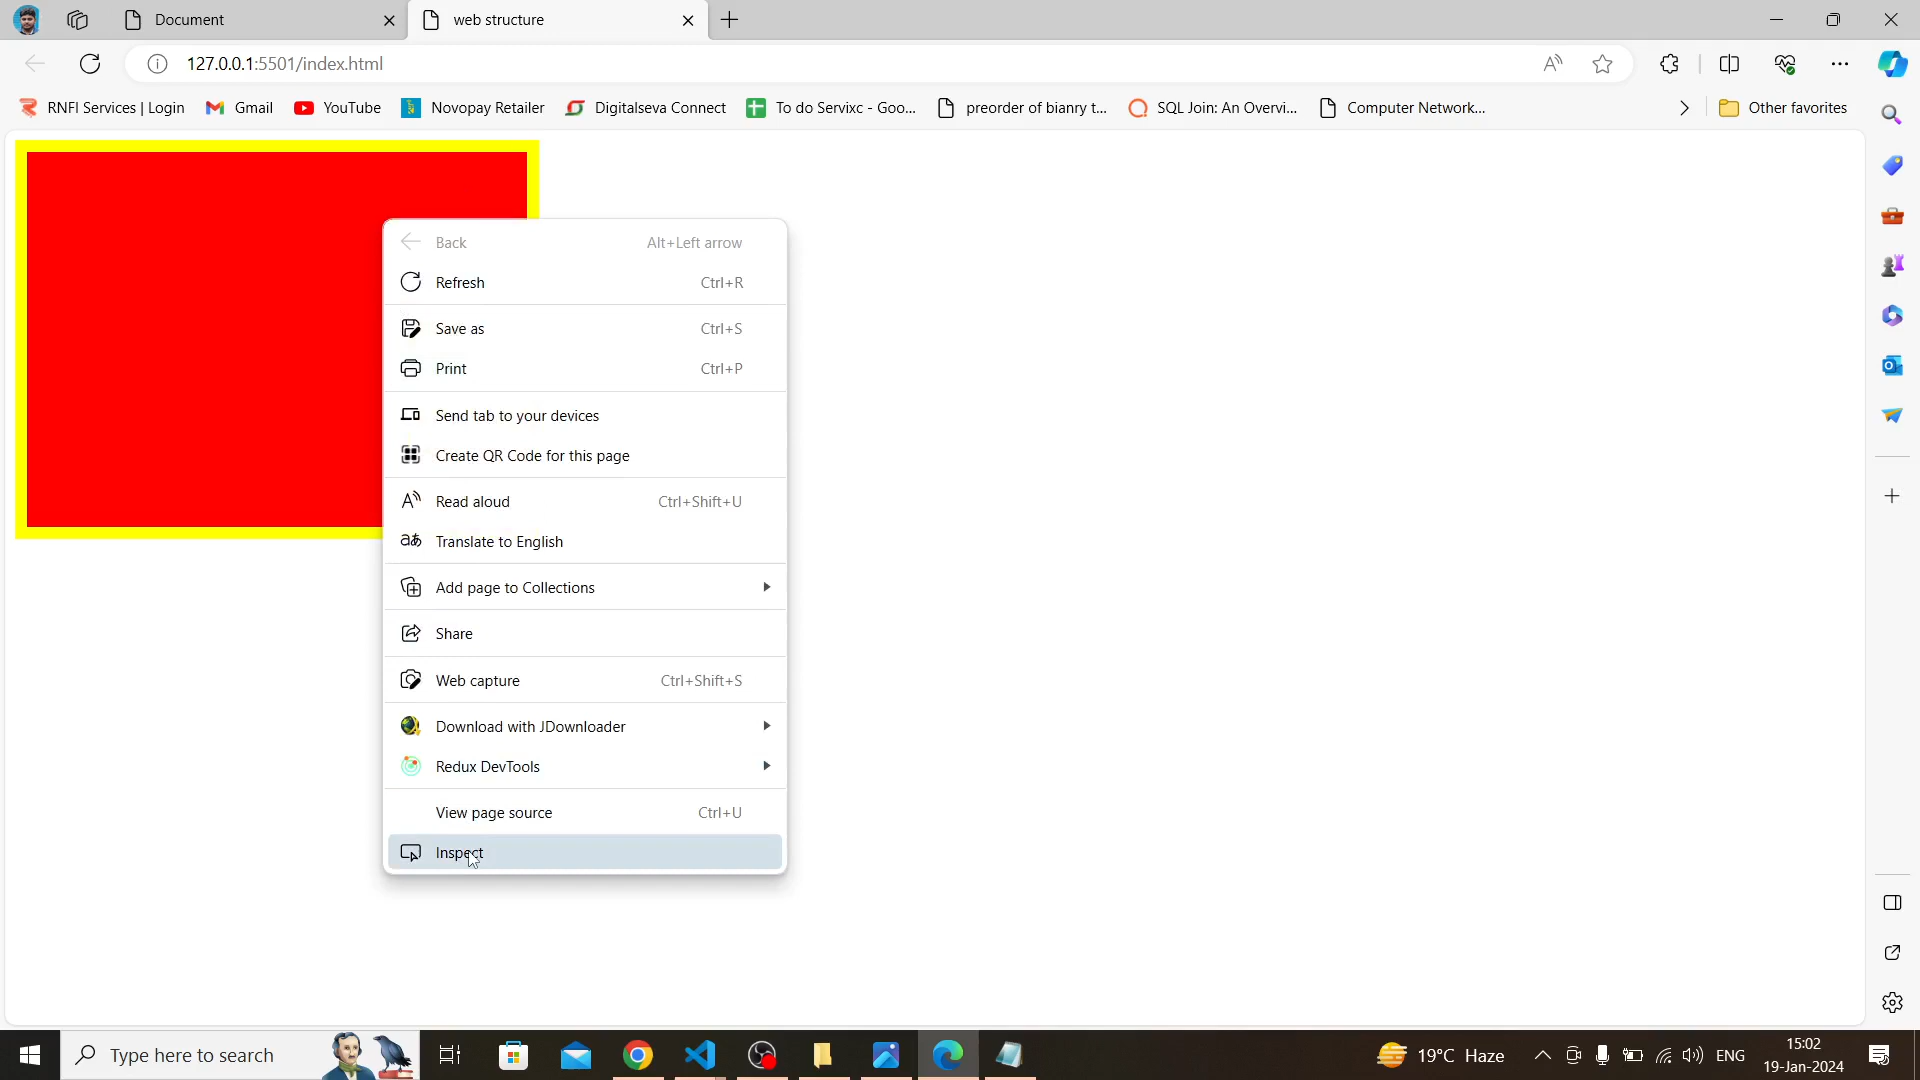 Document
web structure
127.0.0.1:5501/index.html
RNFI Services | Login
Gmail
YouTube
Novopay Retailer
Digitalseva Connect
To do Servixc - Goo...
preorder of bianry t...
SQL Join: An Overvi...
Computer Network...
Other favorites
Back Alt+Left arrow
Refresh Ctrl+R
Save as Ctrl+S
Print Ctrl+P
Send tab to your devices
Create QR Code for this page
Read aloud Ctrl+Shift+U
Translate to English
Add page to Collections
Share
Web capture Ctrl+Shift+S
Download with JDownloader
Redux DevTools
View page source Ctrl+U
Inspect
Type here to search
19°C Haze
ENG
15:02
19-Jan-2024